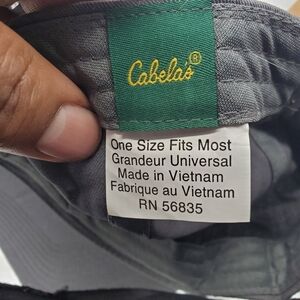 Cabela's®
One Size Fits Most
Grandeur Universal
Made in Vietnam
Fabrique au Vietnam
RN 56835